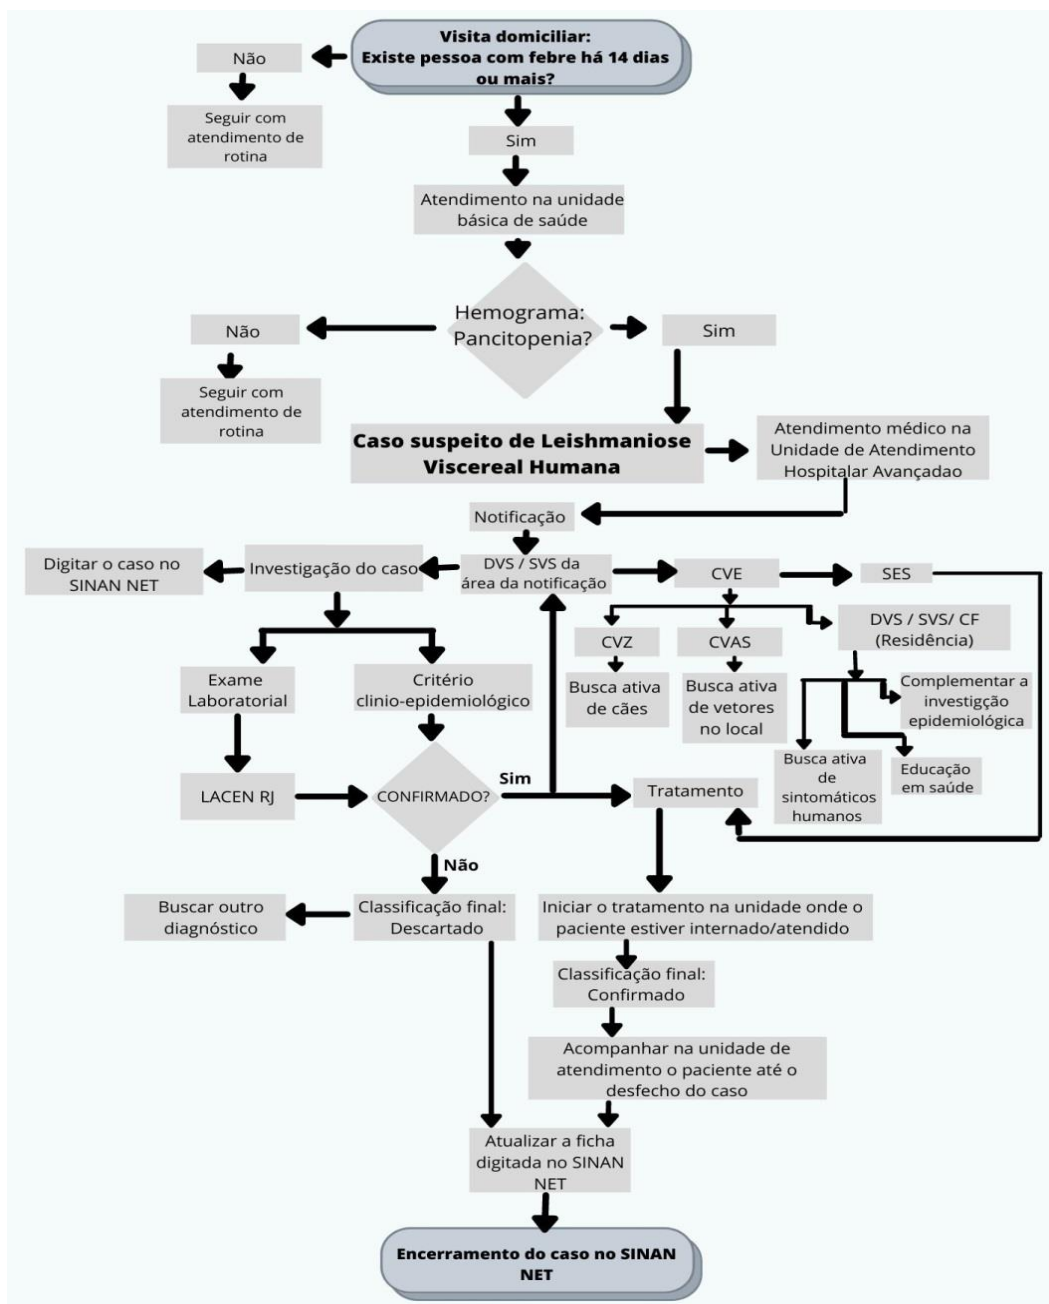 Visita domiciliar:
Existe pessoa com febre há 14 dias
ou mais?
Não
Seguir com
atendimento de
rotina
Sim
Atendimento na unidade
básica de saúde
Hemograma:
Pancitopenia?
Não
Seguir com
atendimento de
rotina
Sim
Caso suspeito de Leishmaniose
Viscereal Humana
Atendimento médico na
Unidade de Atendimento
Hospitalar Avançadao
Notificação
DVS / SVS da
área da notificação
Investigação do caso
Digitar o caso no
SINAN NET
CVE
SES
CVZ
Busca ativa
de cães
CVAS
Busca ativa
de vetores
no local
DVS / SVS/ CF
(Residência)
Complementar a
investigção
epidemiológica
Busca ativa
de
sintomáticos
humanos
Educação
em saúde
Exame
Laboratorial
Critério
clinio-epidemiológico
LACEN RJ
CONFIRMADO?
Sim
Tratamento
Não
Classificação final:
Descartado
Buscar outro
diagnóstico
Iniciar o tratamento na unidade onde o
paciente estiver internado/atendido
Classificação final:
Confirmado
Acompanhar na unidade de
atendimento o paciente até o
desfecho do caso
Atualizar a ficha
digitada no SINAN
NET
Encerramento do caso no SINAN
NET